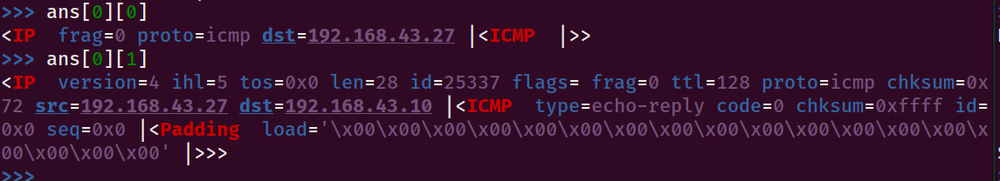 >>> ans[0][0]
<IP  frag=0 proto=icmp dst=192.168.43.27 |<ICMP  |>>
>>> ans[0][1]
<IP  version=4 ihl=5 tos=0x0 len=28 id=25337 flags= frag=0 ttl=128 proto=icmp chksum=0x
72 src=192.168.43.27 dst=192.168.43.10 |<ICMP  type=echo-reply code=0 chksum=0xffff id=
0x0 seq=0x0 |<Padding  load='\x00\x00\x00\x00\x00\x00\x00\x00\x00\x00\x00\x00\x00\x00\x
00\x00\x00\x00' |>>>
>>>